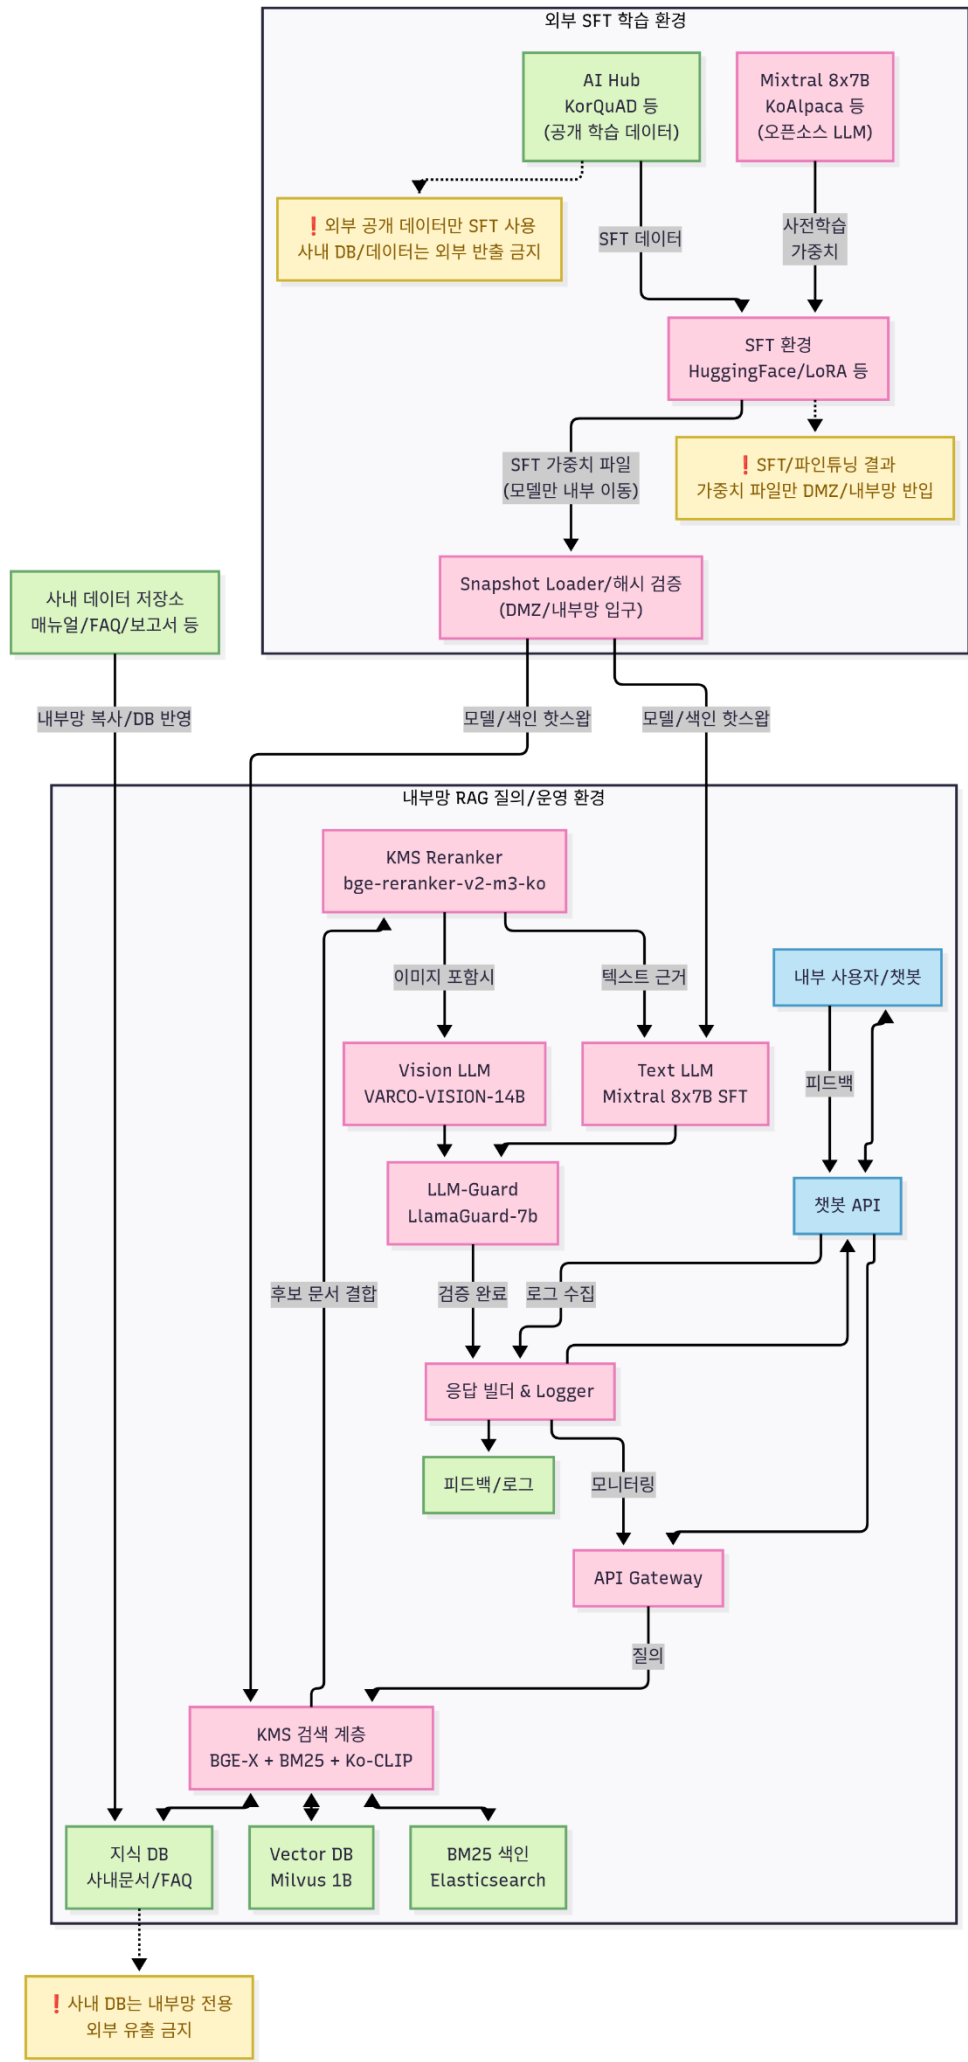 외부 SFT 학습 환경
AI Hub
KorQuAD 등
(공개 학습 데이터)
Mixtral 8x7B
KoAlpaca 등
(오픈소스 LLM)
❗외부 공개 데이터만 SFT 사용
사내 DB/데이터는 외부 반출 금지
SFT 데이터
사전학습
가중치
SFT 환경
HuggingFace/LoRA 등
SFT 가중치 파일
(모델만 내부 이동)
❗SFT/파인튜닝 결과
가중치 파일만 DMZ/내부망 반입
Snapshot Loader/해시 검증
(DMZ/내부망 입구)
사내 데이터 저장소
매뉴얼/FAQ/보고서 등
내부망 복사/DB 반영
모델/색인 핫스왑
모델/색인 핫스왑
내부망 RAG 질의/운영 환경
KMS Reranker
bge-reranker-v2-m3-ko
이미지 포함시
텍스트 근거
내부 사용자/챗봇
Vision LLM
VARCO-VISION-14B
Text LLM
Mixtral 8x7B SFT
피드백
LLM-Guard
LlamaGuard-7b
챗봇 API
후보 문서 결합
검증 완료
로그 수집
응답 빌더 & Logger
피드백/로그
모니터링
API Gateway
질의
KMS 검색 계층
BGE-X + BM25 + Ko-CLIP
지식 DB
사내문서/FAQ
Vector DB
Milvus 1B
BM25 색인
Elasticsearch
❗사내 DB는 내부망 전용
외부 유출 금지